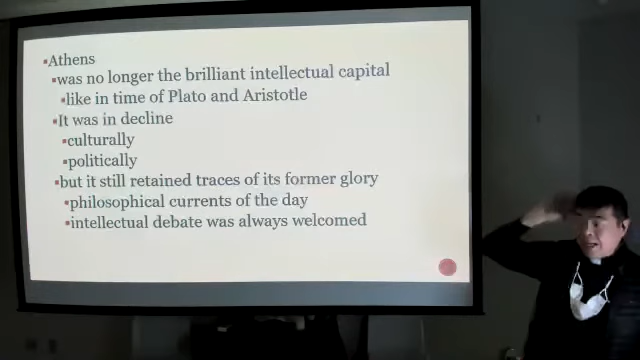 Athens
was no longer the brilliant intellectual capital
like in time of Plato and Aristotle
It was in decline
culturally
politically
but it still retained traces of its former glory
philosophical currents of the day
intellectual debate was always welcomed